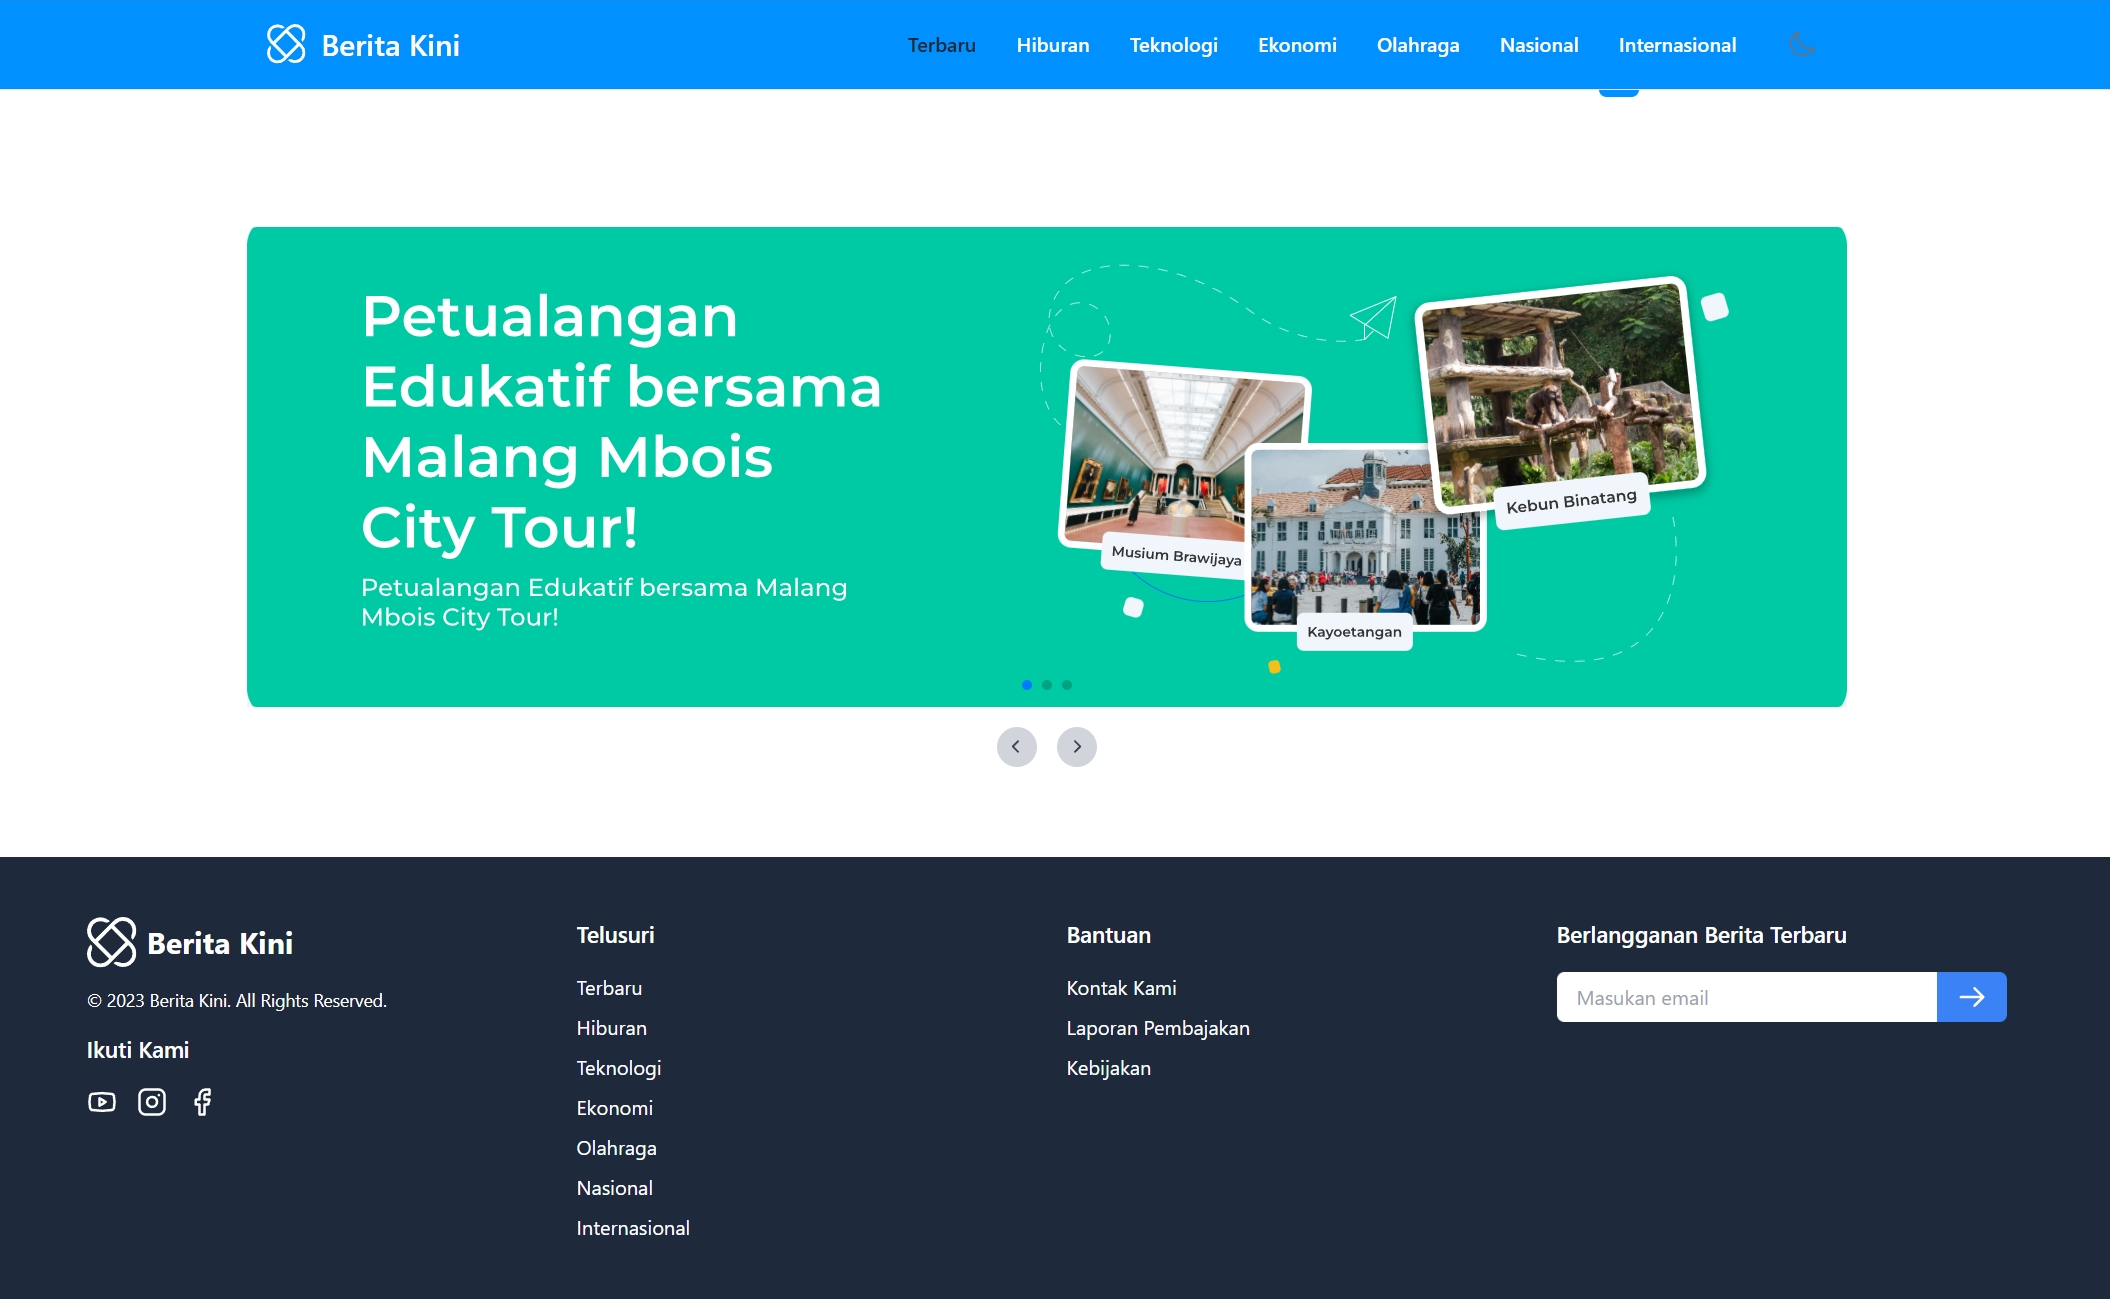 Berita Kini
Terbaru
Hiburan
Teknologi
Ekonomi
Olahraga
Nasional
Internasional
Petualangan
Edukatif bersama
Malang Mbois
City Tour!
Petualangan Edukatif bersama Malang
Mbois City Tour!
Musium Brawijaya
Kayoetangan
Kebun Binatang
Berita Kini
© 2023 Berita Kini. All Rights Reserved.
Ikuti Kami
Telusuri
Terbaru
Hiburan
Teknologi
Ekonomi
Olahraga
Nasional
Internasional
Bantuan
Kontak Kami
Laporan Pembajakan
Kebijakan
Berlangganan Berita Terbaru
Masukan email